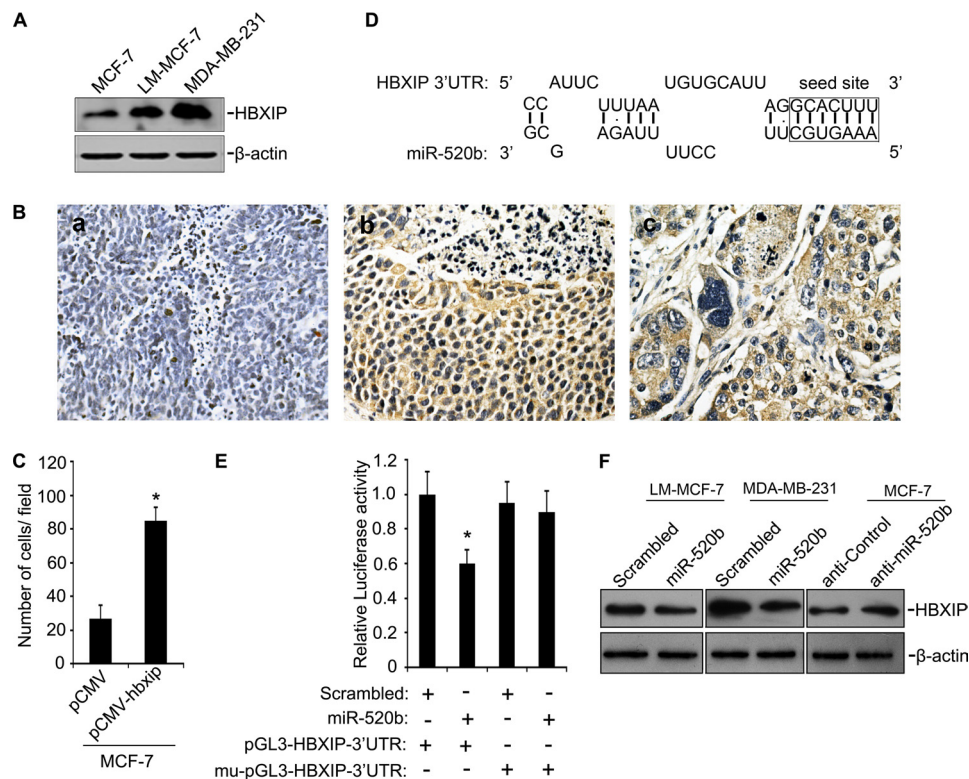 A
MCF-7
LM-MCF-7
MDA-MB-231
-HBXIP
-β-actin
D
HBXIP 3'UTR: 5' AUUC UGUGCAUU seed site 3'
CC UUUAA AGGCACUUU
GC AGAUU UUCGUGAAA
miR-520b: 3' G UUCC 5'
B
a
b
c
C
Number of cells/ field
120
100
80
60
40
20
0
*
pCMV
pCMV-hbxip
MCF-7
E
Relative Luciferase activity
1.2
1.0
0.8
0.6
0.4
0.2
0
*
Scrambled: + - + -
miR-520b: - + - +
pGL3-HBXIP-3'UTR: + + - -
mu-pGL3-HBXIP-3'UTR: - - + +
F
LM-MCF-7 MDA-MB-231 MCF-7
Scrambled
miR-520b
Scrambled
miR-520b
anti-Control
anti-miR-520b
-HBXIP
-β-actin